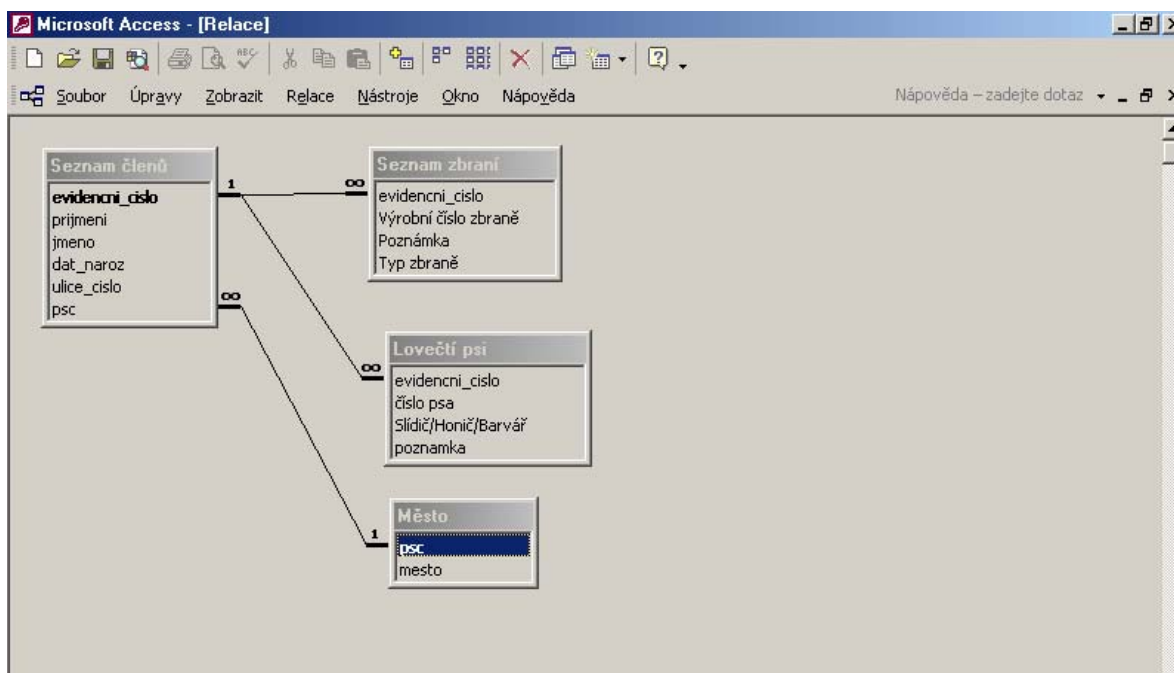 Microsoft Access - [Relace]
Soubor Úpravy Zobrazit Relace Nástroje Okno Nápověda Nápověda – zadejte dotaz
Seznam členů
evidencni_cislo
prijmeni
jmeno
dat_naroz
ulice_cislo
psc
1
∞
Seznam zbraní
evidencni_cislo
Výrobní číslo zbraně
Poznámka
Typ zbraně
∞
∞
Lovečtí psi
evidencni_cislo
číslo psa
Slídič/Honič/Barvář
poznamka
1
Město
psc
mesto